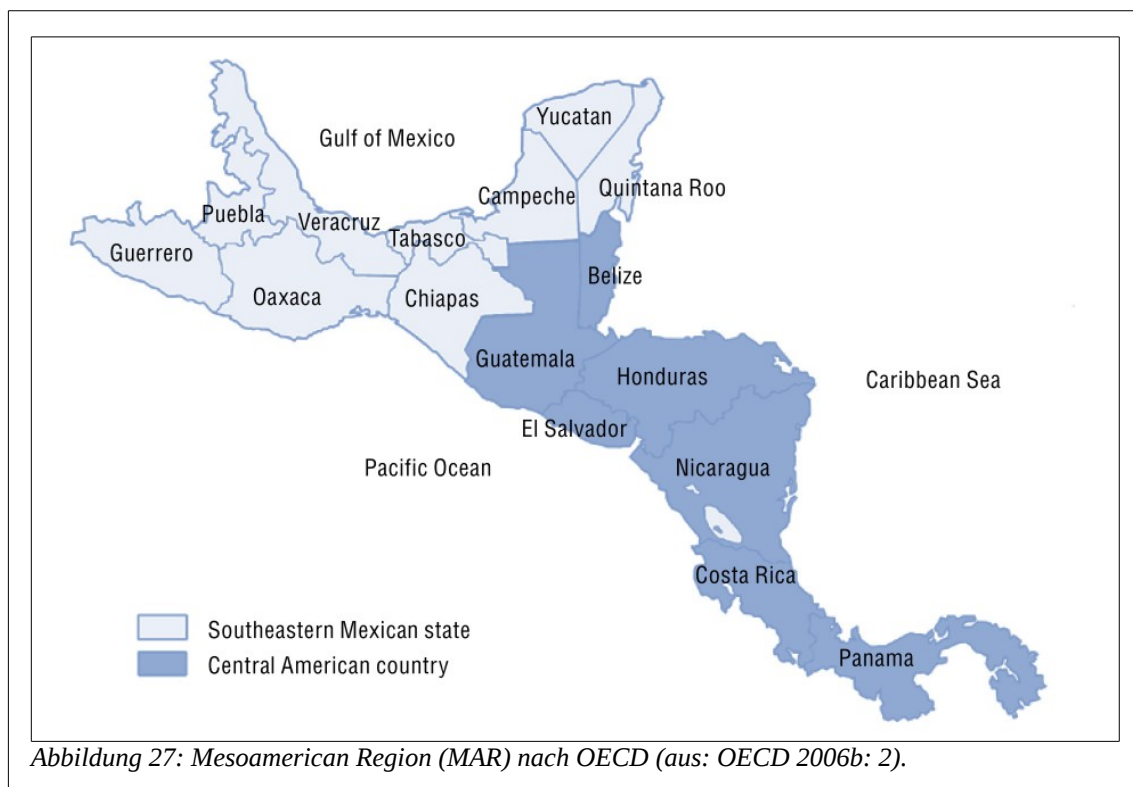 Yucatan
Gulf of Mexico
Campeche
Quintana Roo
Puebla
Veracruz
Tabasco
Guerrero
Belize
Oaxaca
Chiapas
Guatemala
Honduras
Caribbean Sea
El Salvador
Pacific Ocean
Nicaragua
Costa Rica
Southeastern Mexican state
Panama
Central American country
Abbildung 27: Mesoamerican Region (MAR) nach OECD (aus: OECD 2006b: 2).